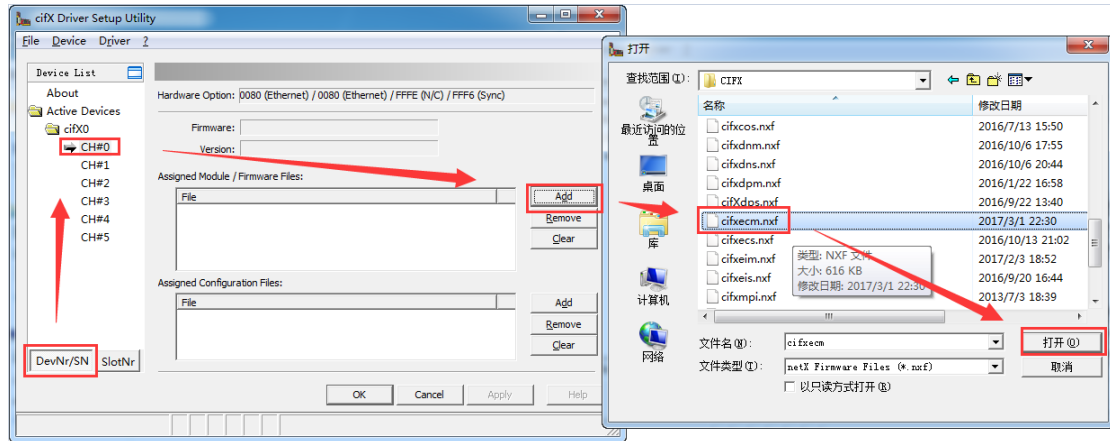 cifX Driver Setup Utility
File Device Driver ?
Device List
About
Active Devices
cifX0
CH#0
CH#1
CH#2
CH#3
CH#4
CH#5
DevNr/SN SlotNr
Hardware Option: 0080 (Ethernet) / 0080 (Ethernet) / FFFE (N/C) / FFF6 (Sync)
Firmware:
Version:
Assigned Module / Firmware Files:
File
Add
Remove
Clear
Assigned Configuration Files:
File
Add
Remove
Clear
OK Cancel Apply Help
打开
查找范围(I): CIFX
最近访问的位置
桌面
库
计算机
网络
名称 修改日期
cifxcos.nxf 2016/7/13 15:50
cifxdnm.nxf 2016/10/6 17:55
cifxdns.nxf 2016/10/6 20:44
cifxdpm.nxf 2016/1/22 16:58
cifXdps.nxf 2016/9/22 13:40
cifxecm.nxf 2017/3/1 22:30
cifxecs.nxf 2016/10/13 21:02
cifxeim.nxf 2017/2/3 18:52
cifxeis.nxf 2016/9/20 16:44
cifxmpi.nxf 2013/7/3 18:39
类型: NXF 文件
大小: 616 KB
修改日期: 2017/3/1 22:30
文件名(N): cifxecm 打开(O)
文件类型(T): netX Firmware Files (*.nxf) 取消
以只读方式打开(R)